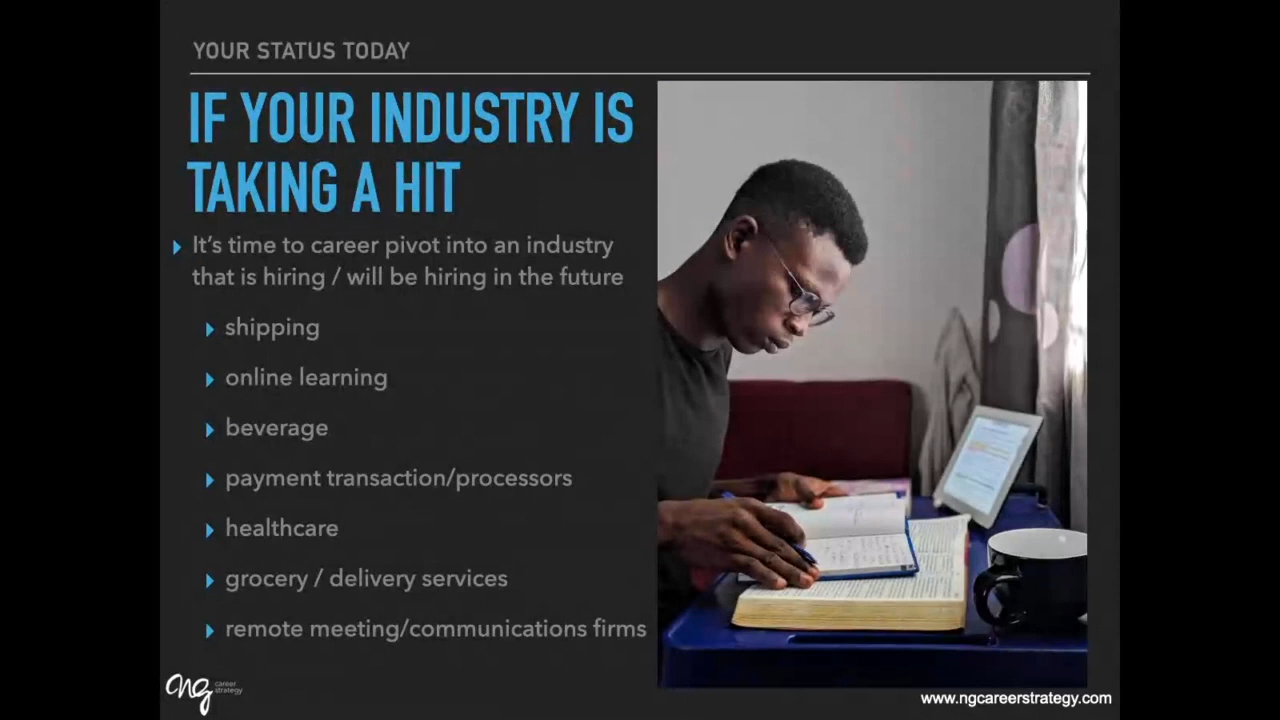 YOUR STATUS TODAY
IF YOUR INDUSTRY IS
TAKING A HIT
It's time to career pivot into an industry
that is hiring / will be hiring in the future
shipping
online learning
beverage
payment transaction/processors
healthcare
grocery / delivery services
remote meeting/communications firms
ng career
strategy
www.ngcareerstrategy.com